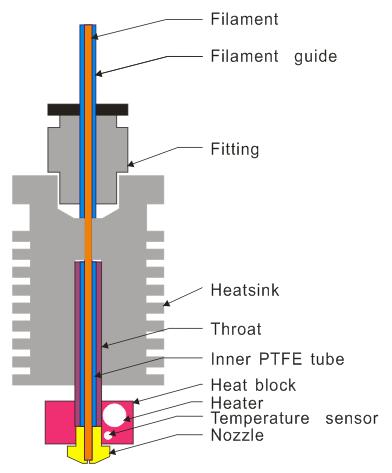 Filament
Filament guide
Fitting
Heatsink
Throat
Inner PTFE tube
Heat block
Heater
Temperature sensor
Nozzle